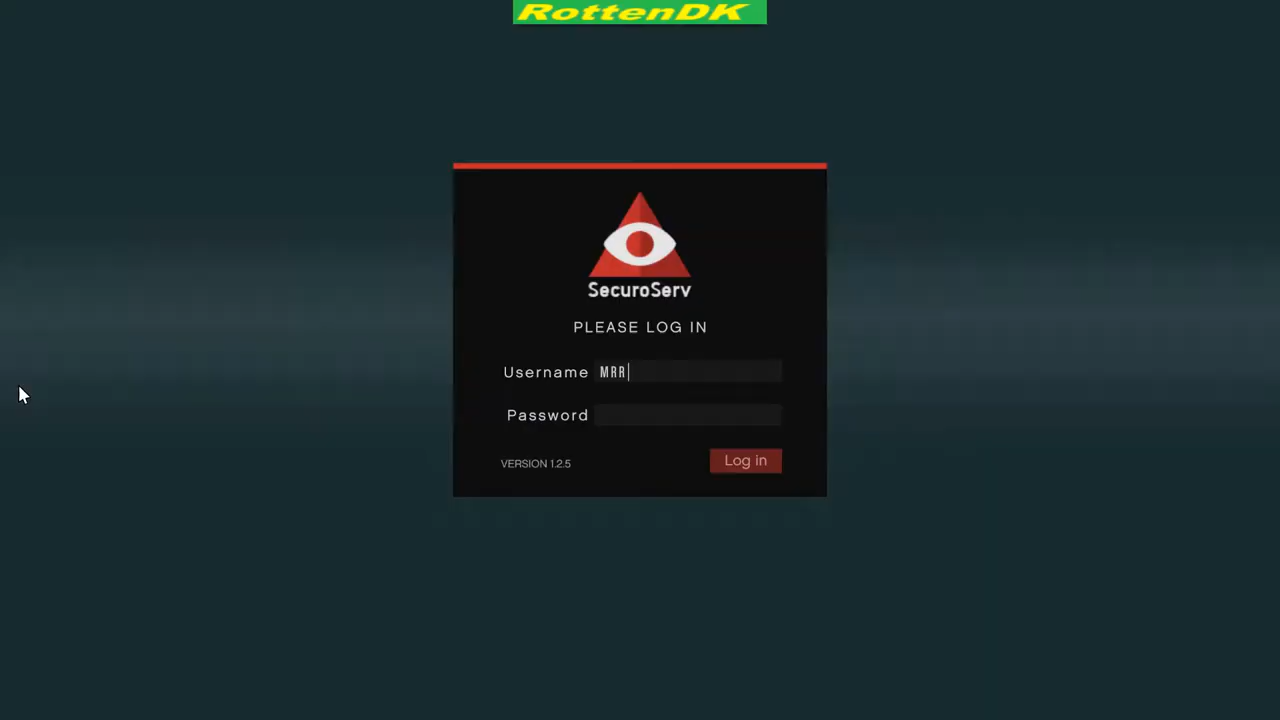 RottenDK
SecuroServ
PLEASE LOG IN
Username MRR
Password
VERSION 1.2.5 Log in